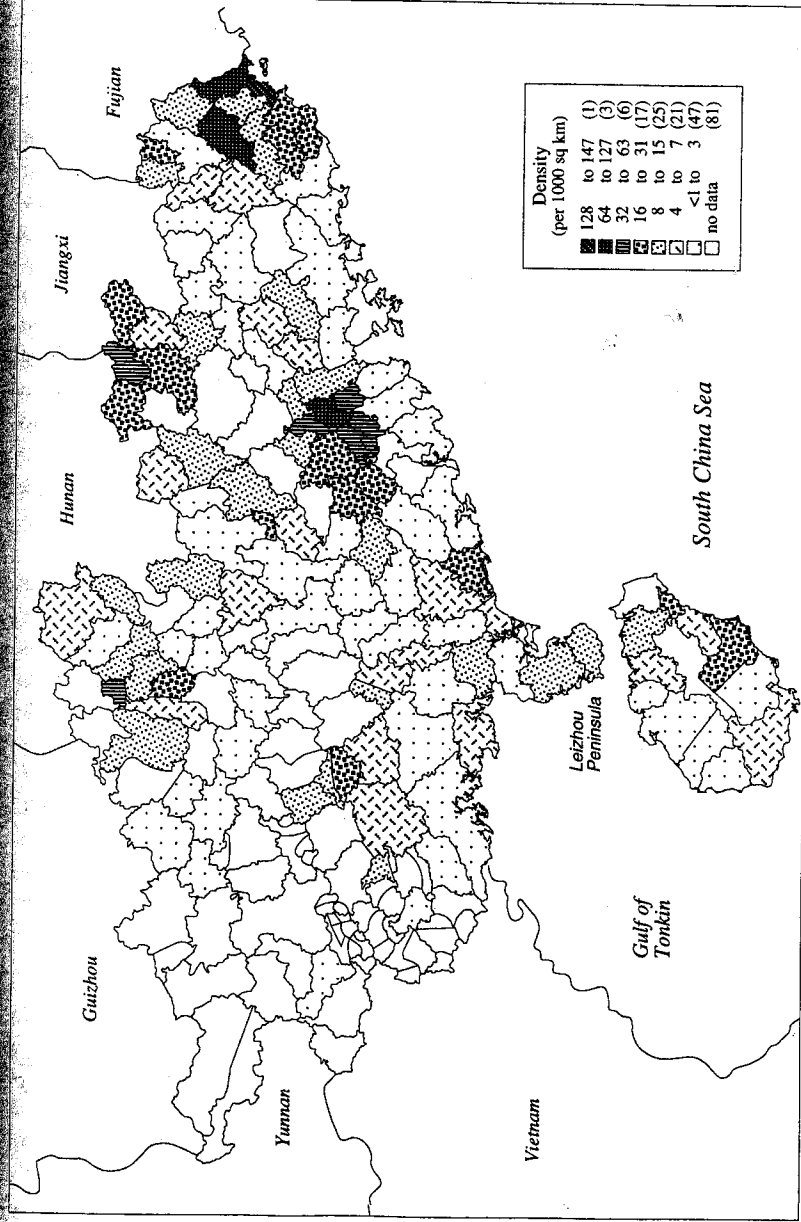 Fujian
Jiangxi
Hunan
Guizhou
Yunnan
Vietnam
Gulf of
Tonkin
Leizhou
Peninsula
South China Sea
Density
(per 1000 sq km)
128 to 147 (1)
64 to 127 (3)
32 to 63 (6)
16 to 31 (17)
8 to 15 (25)
4 to 7 (21)
<1 to 3 (47)
no data (81)